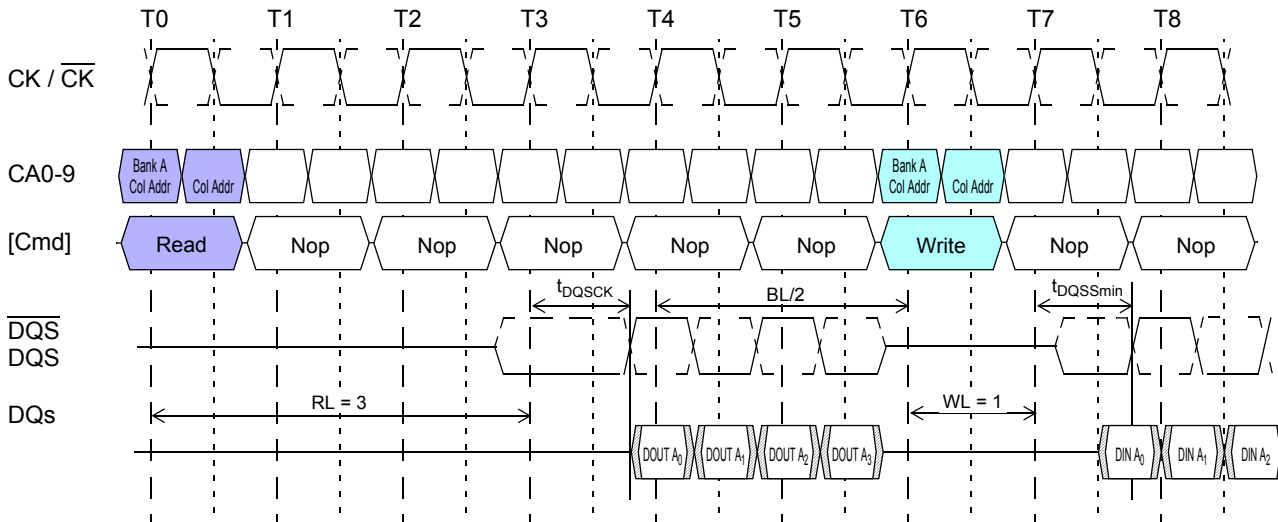 T0 T1 T2 T3 T4 T5 T6 T7 T8
CK / CK
CA0-9
Bank A
Col Addr
Col Addr
Bank A
Col Addr
Col Addr
[Cmd]
Read Nop Nop Nop Nop Nop Write Nop Nop
tDQSCK BL/2 tDQSSmin
DQS
DQS
RL = 3 WL = 1
DQs
DOUT A0 DOUT A1 DOUT A2 DOUT A3 DIN A0 DIN A1 DIN A2